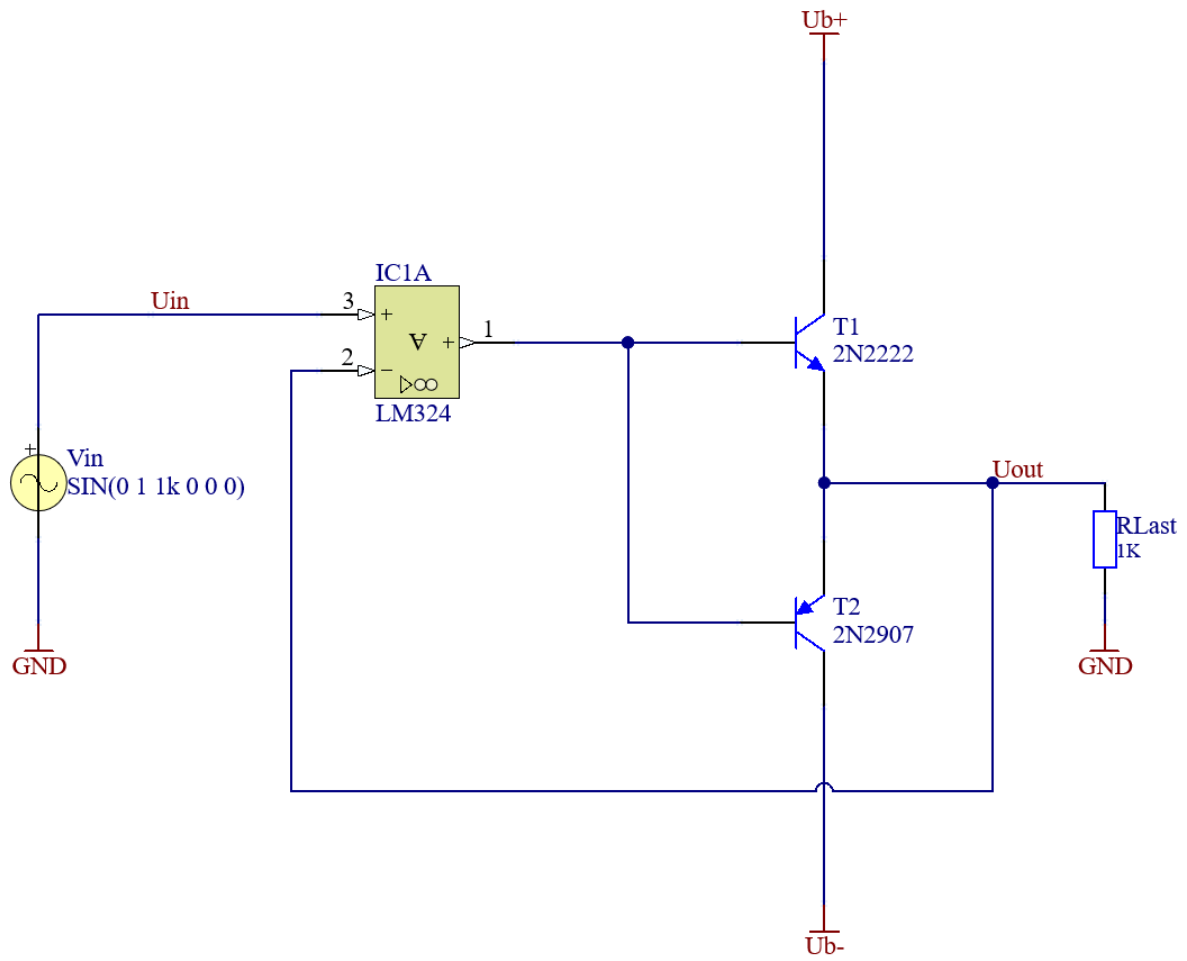 Ub+
IC1A
Uin
3
+
T1
A
+
1
2N2222
2
−
▷∞
LM324
+
Vin
SIN(0 1 1k 0 0 0)
Uout
RLast
1K
T2
2N2907
GND
GND
Ub-